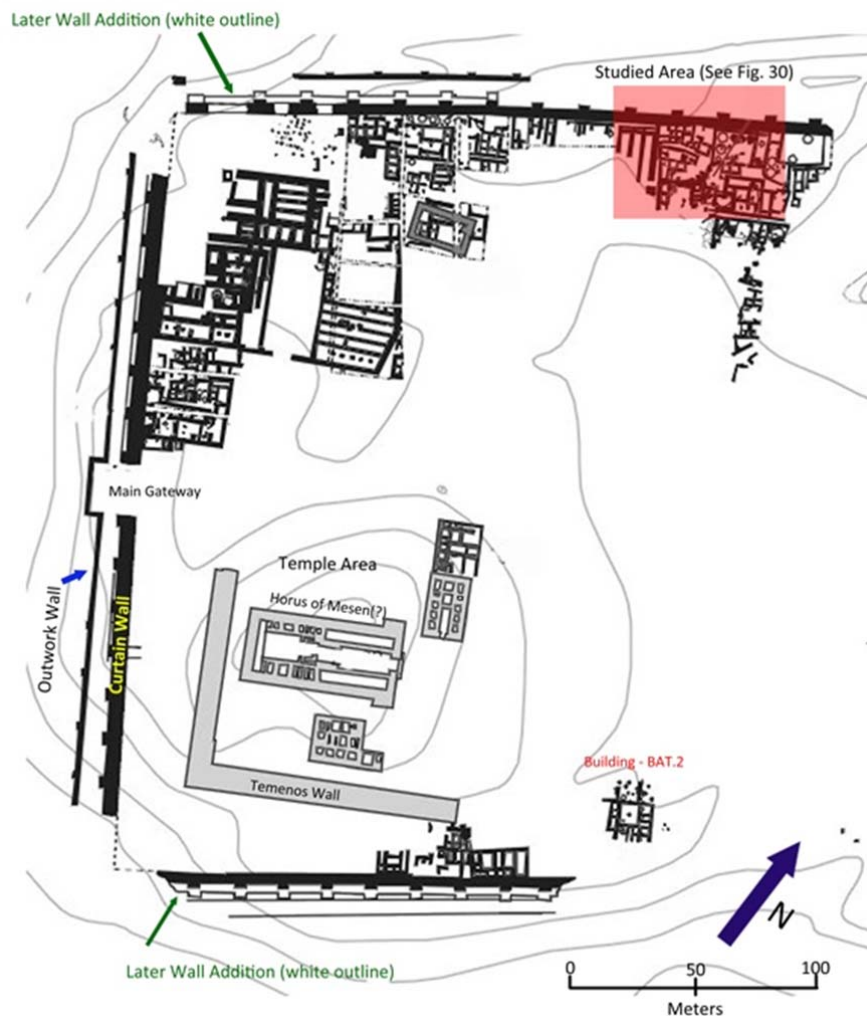 Later Wall Addition (white outline)
Studied Area (See Fig. 30)
Main Gateway
Temple Area
Horus of Mesen(?)
Outwork Wall
Curtain Wall
Building - BAT.2
Temenos Wall
N
Later Wall Addition (white outline)
0 50 100
Meters